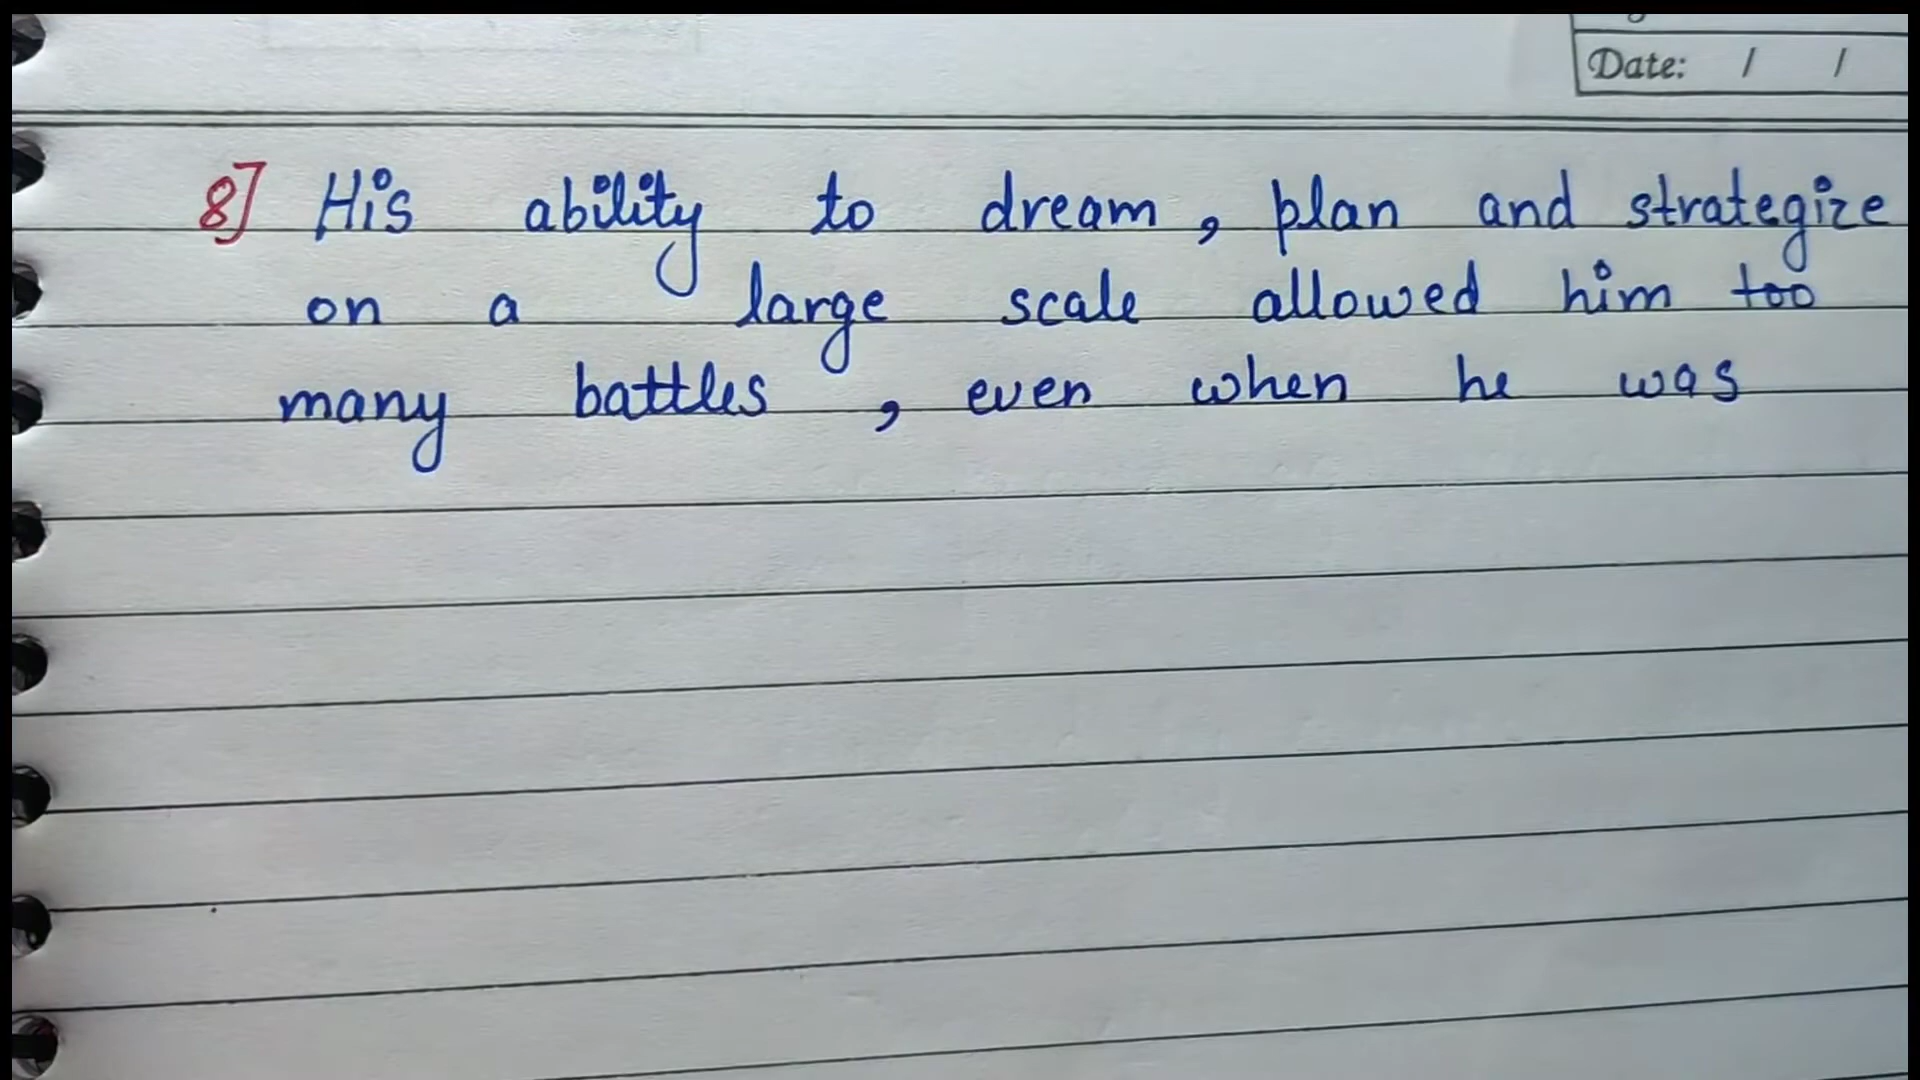 Date: / /
8] His ability to dream, plan and strategize
on a large scale allowed him too
many battles, even when he was